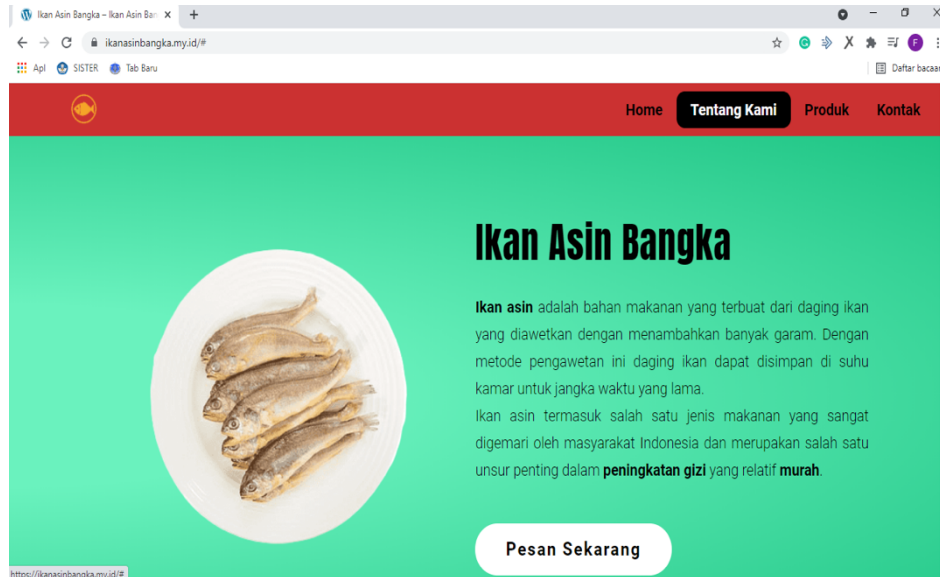 Ikan Asin Bangka – Ikan Asin Ban
ikanasinbangka.my.id/#
Apl SISTER Tab Baru Daftar bacaan
Home Tentang Kami Produk Kontak
Ikan Asin Bangka
Ikan asin adalah bahan makanan yang terbuat dari daging ikan
yang diawetkan dengan menambahkan banyak garam. Dengan
metode pengawetan ini daging ikan dapat disimpan di suhu
kamar untuk jangka waktu yang lama.
Ikan asin termasuk salah satu jenis makanan yang sangat
digemari oleh masyarakat Indonesia dan merupakan salah satu
unsur penting dalam peningkatan gizi yang relatif murah.
Pesan Sekarang
https://ikanasinbangka.my.id/#